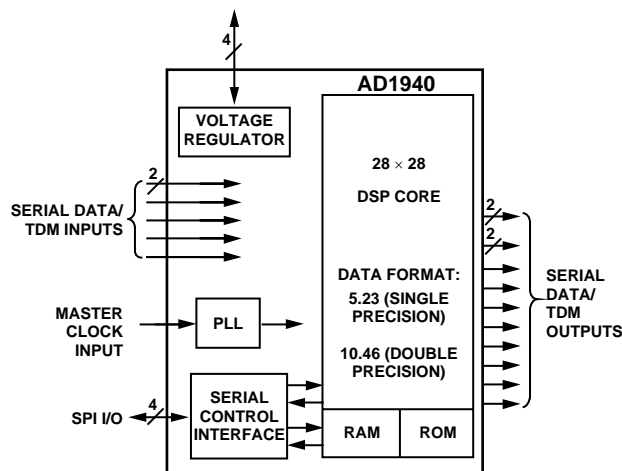 4
AD1940
VOLTAGE
REGULATOR
28 × 28
DSP CORE
2
SERIAL DATA/
TDM INPUTS
2
2
DATA FORMAT:
5.23 (SINGLE
PRECISION)
10.46 (DOUBLE
PRECISION)
SERIAL
DATA/
TDM
OUTPUTS
MASTER
CLOCK
INPUT
PLL
SPI I/O
4
SERIAL
CONTROL
INTERFACE
RAM
ROM